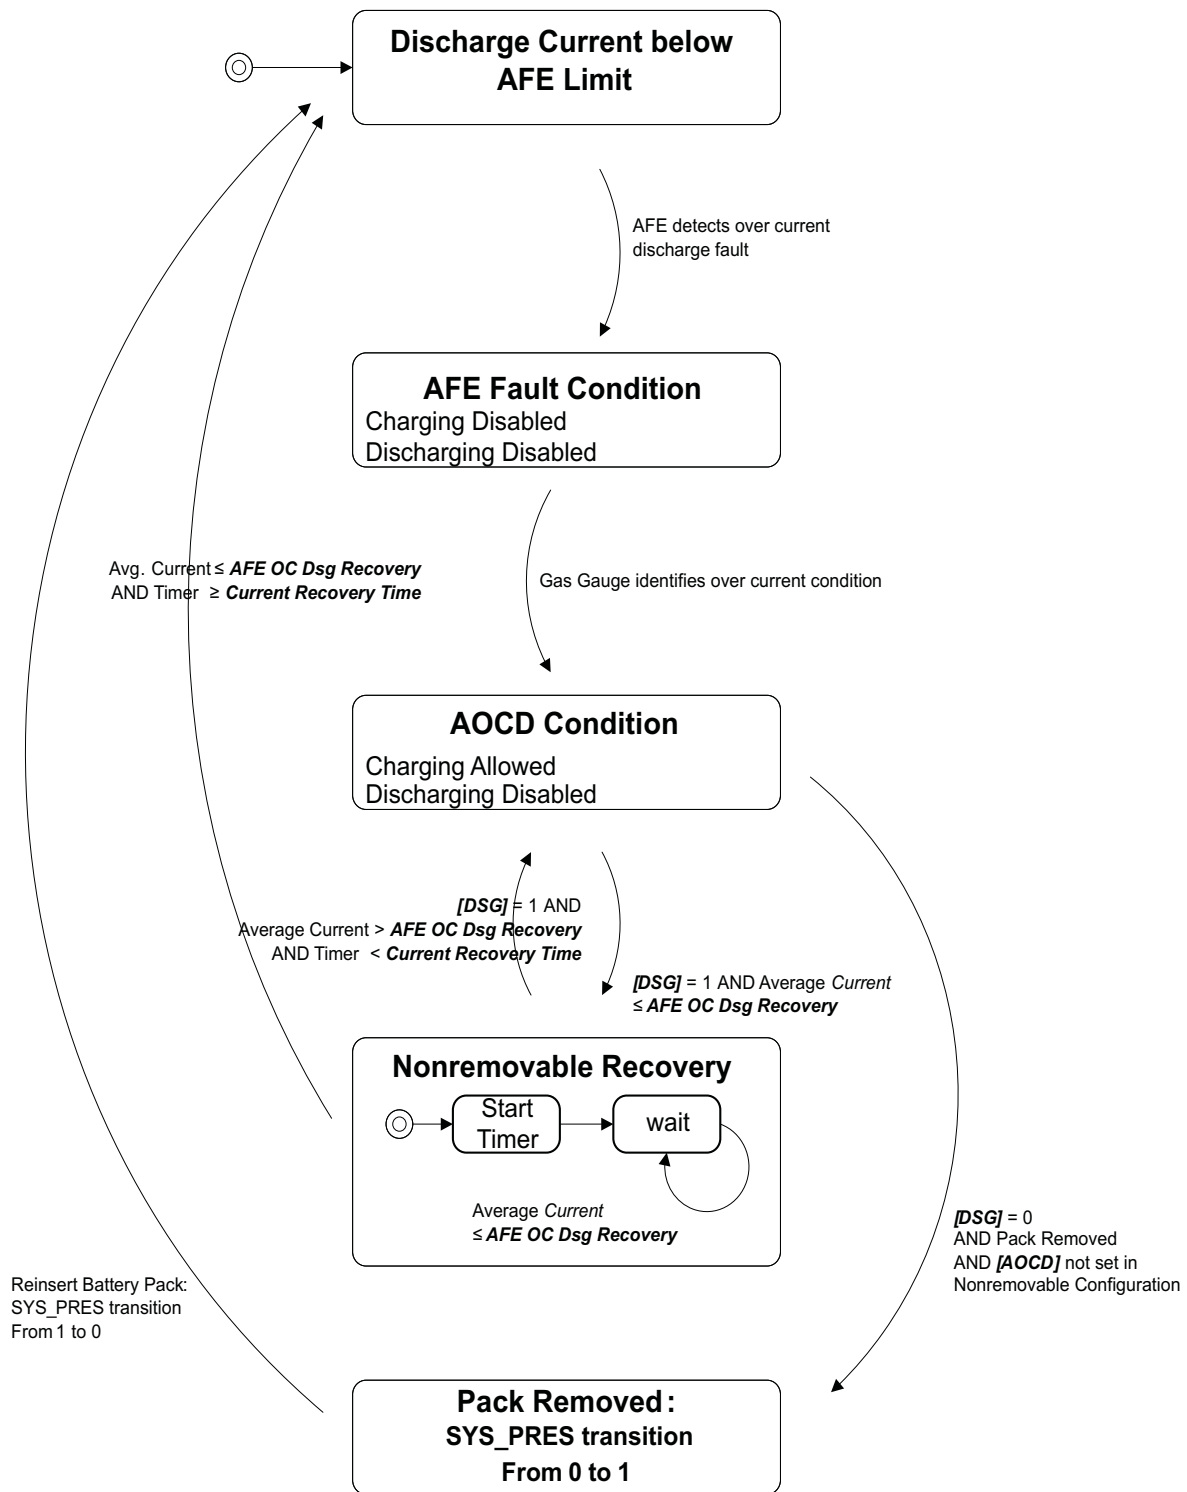 Discharge Current below
AFE Limit
AFE detects over current
discharge fault
AFE Fault Condition
Charging Disabled
Discharging Disabled
Avg. Current ≤ AFE OC Dsg Recovery
AND Timer ≥ Current Recovery Time
Gas Gauge identifies over current condition
AOCD Condition
Charging Allowed
Discharging Disabled
[DSG] = 1 AND
Average Current > AFE OC Dsg Recovery
AND Timer < Current Recovery Time
[DSG] = 1 AND Average Current
≤ AFE OC Dsg Recovery
Nonremovable Recovery
Start
Timer
wait
Average Current
≤ AFE OC Dsg Recovery
[DSG] = 0
AND Pack Removed
AND [AOCD] not set in
Nonremovable Configuration
Reinsert Battery Pack:
SYS_PRES transition
From 1 to 0
Pack Removed:
SYS_PRES transition
From 0 to 1